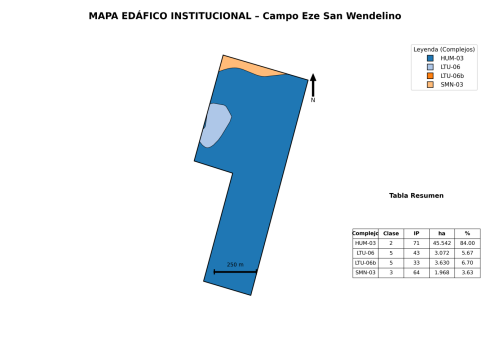 MAPA EDÁFICO INSTITUCIONAL – Campo Eze San Wendelino
Leyenda (Complejos)
HUM-03
LTU-06
LTU-06b
SMN-03
N
250 m
Tabla Resumen
Complejo Clase IP ha %
HUM-03 2 71 45.542 84.00
LTU-06 5 43 3.072 5.67
LTU-06b 5 33 3.630 6.70
SMN-03 3 64 1.968 3.63